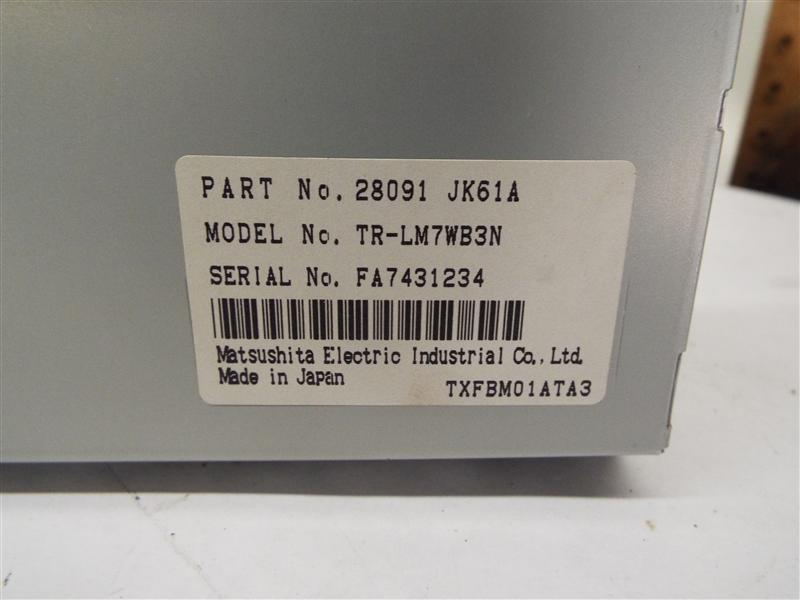 PART No. 28091 JK61A
MODEL No. TR-LM7WB3N
SERIAL No. FA7431234
Matsushita Electric Industrial Co., Ltd.
Made in Japan
TXFBM01ATA3